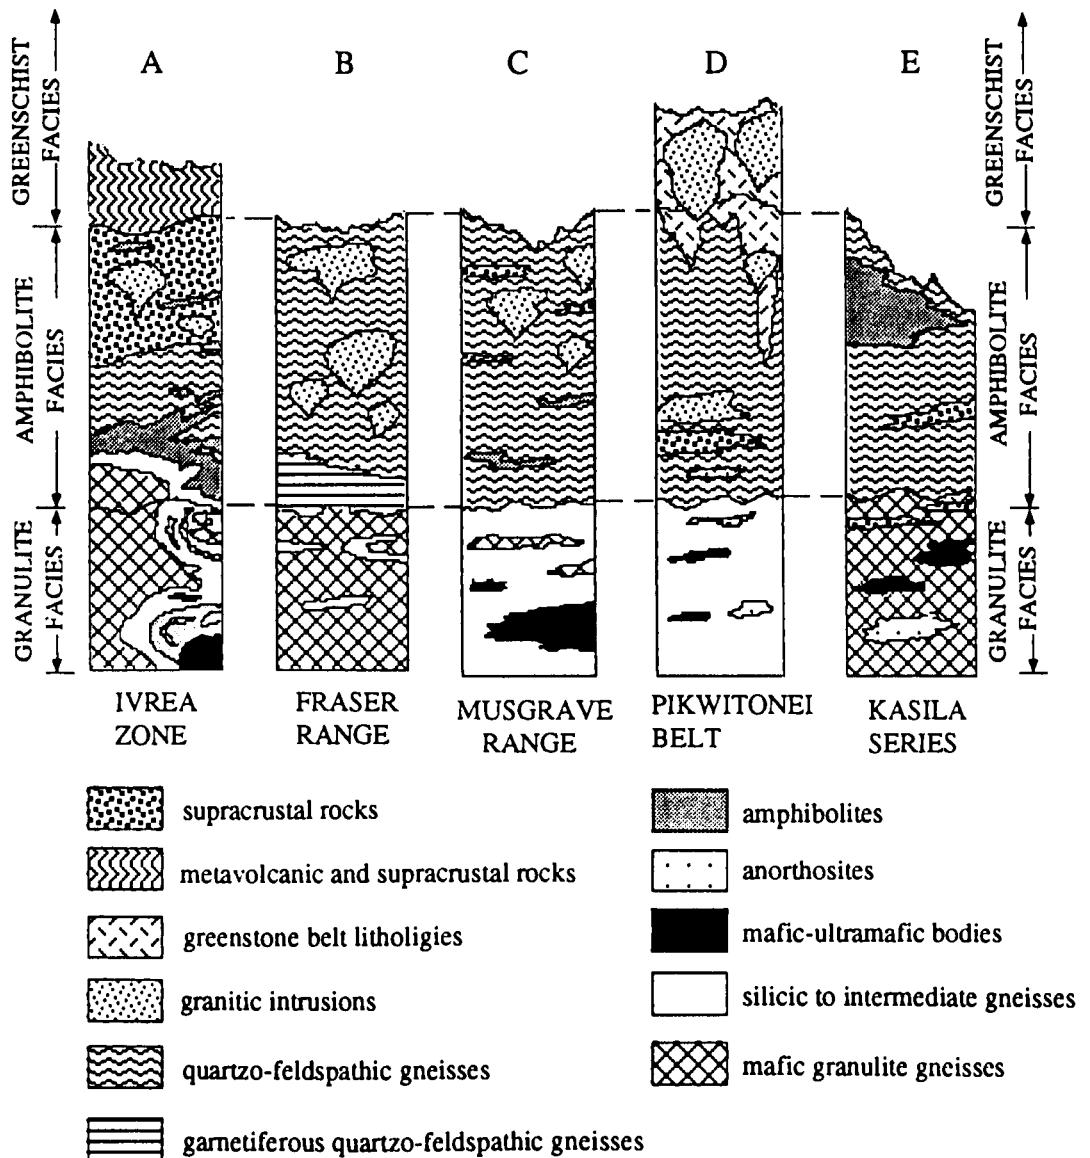 A
B
C
D
E
GREENSCHIST
FACIES
AMPHIBOLITE
FACIES
GRANULITE
FACIES
GREENSCHIST
FACIES
AMPHIBOLITE
FACIES
GRANULITE
FACIES
IVREA
ZONE
FRASER
RANGE
MUSGRAVE
RANGE
PIKWITONEI
BELT
KASILA
SERIES
supracrustal rocks
metavolcanic and supracrustal rocks
greenstone belt litholigies
granitic intrusions
quartzo-feldspathic gneisses
garnetiferous quartzo-feldspathic gneisses
amphibolites
anorthosites
mafic-ultramafic bodies
silicic to intermediate gneisses
mafic granulite gneisses